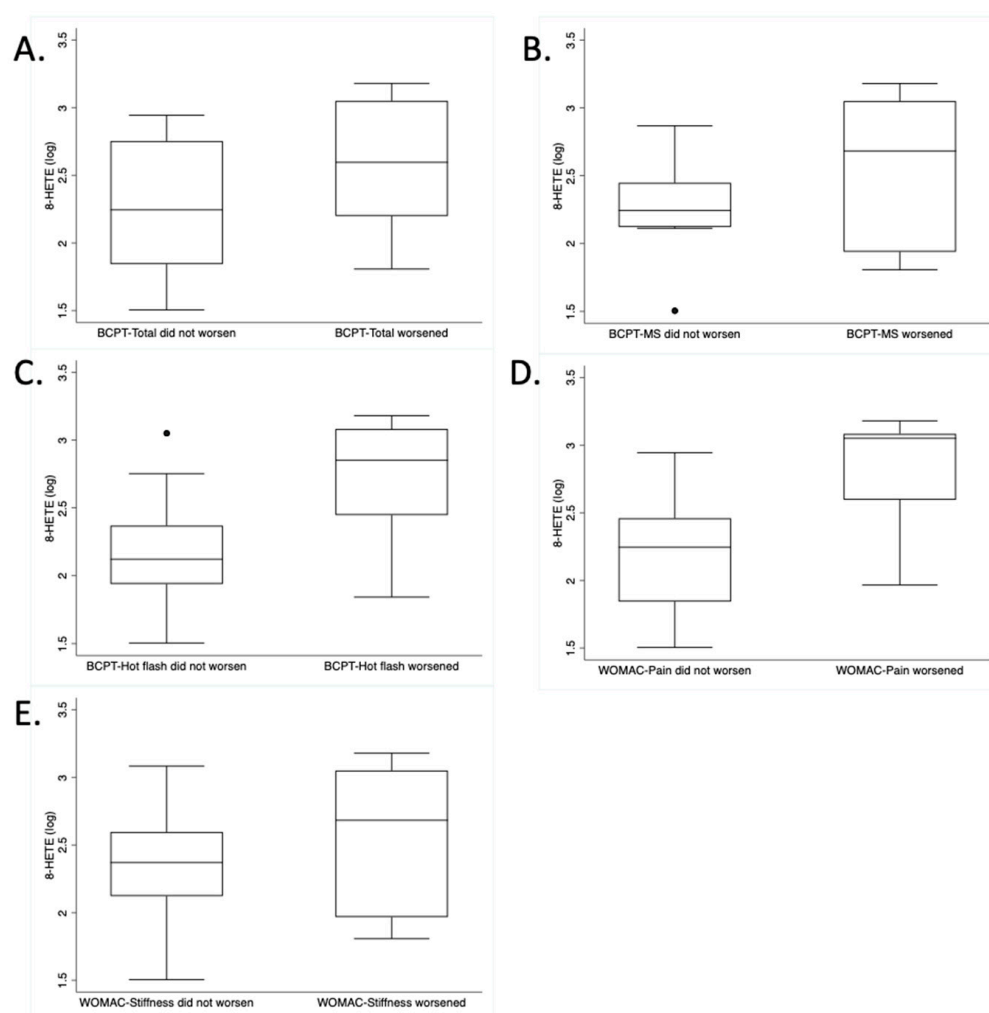 A.
8-HETE (log)
3.5
3
2.5
2
1.5
BCPT-Total did not worsen
BCPT-Total worsened
B.
8-HETE (log)
3.5
3
2.5
2
1.5
BCPT-MS did not worsen
BCPT-MS worsened
C.
8-HETE (log)
3.5
3
2.5
2
1.5
BCPT-Hot flash did not worsen
BCPT-Hot flash worsened
D.
8-HETE (log)
3.5
3
2.5
2
1.5
WOMAC-Pain did not worsen
WOMAC-Pain worsened
E.
8-HETE (log)
3.5
3
2.5
2
1.5
WOMAC-Stiffness did not worsen
WOMAC-Stiffness worsened